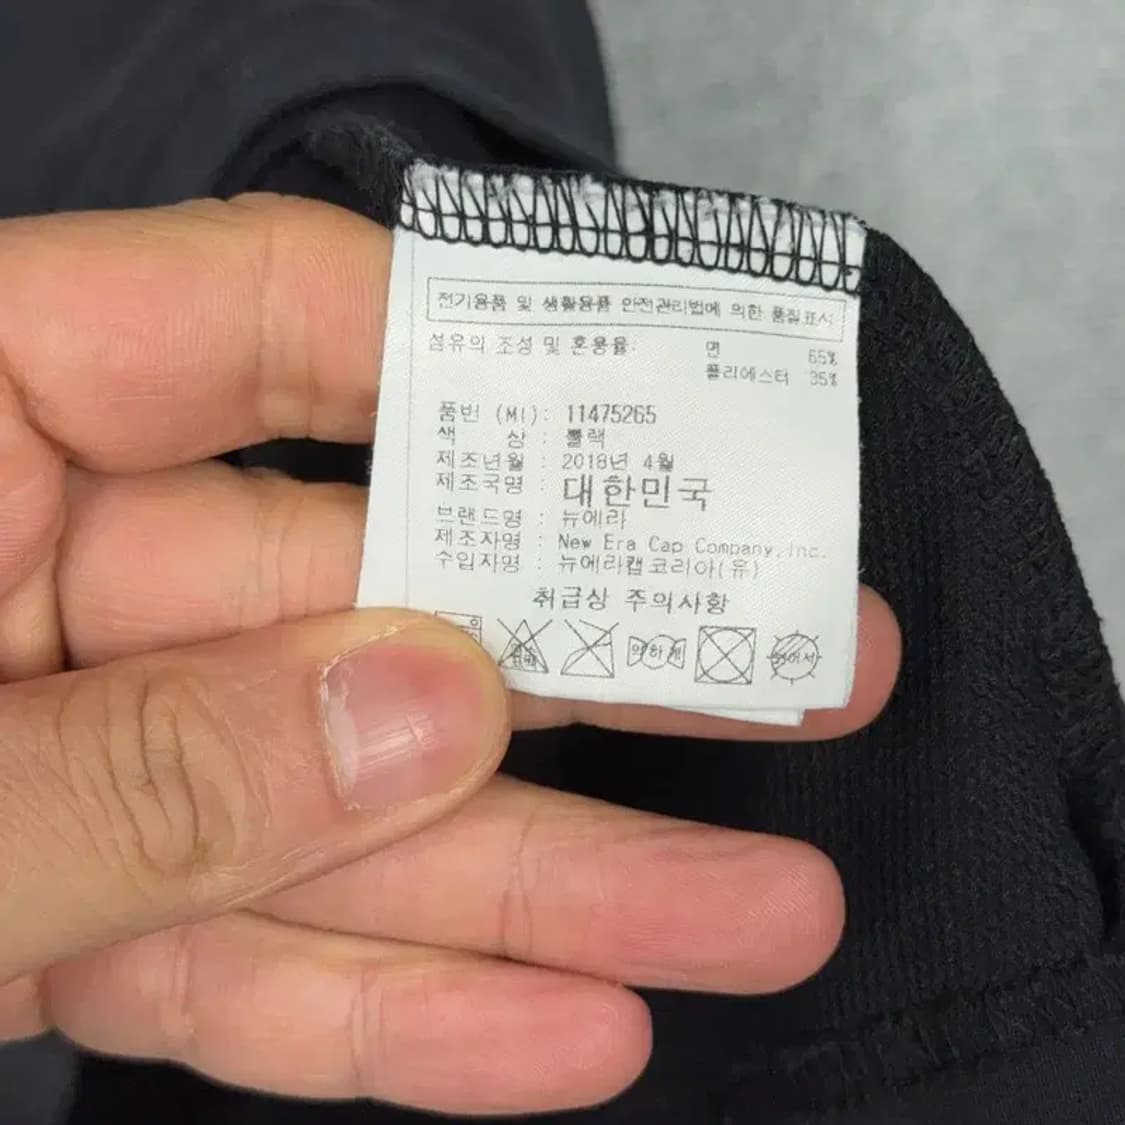 전기용품 및 생활용품 안전관리법에 의한 품질표시
섬유의 조성 및 혼용율: 면 65%
폴리에스터 35%
품번 (MI): 11475265
색 상 : 블랙
제조년월 : 2018년 4월
제조국명 : 대한민국
브랜드명 : 뉴에라
제조자명 : New Era Cap Company,Inc.
수입자명 : 뉴에라캡코리아(유)
취급상 주의사항
약하게